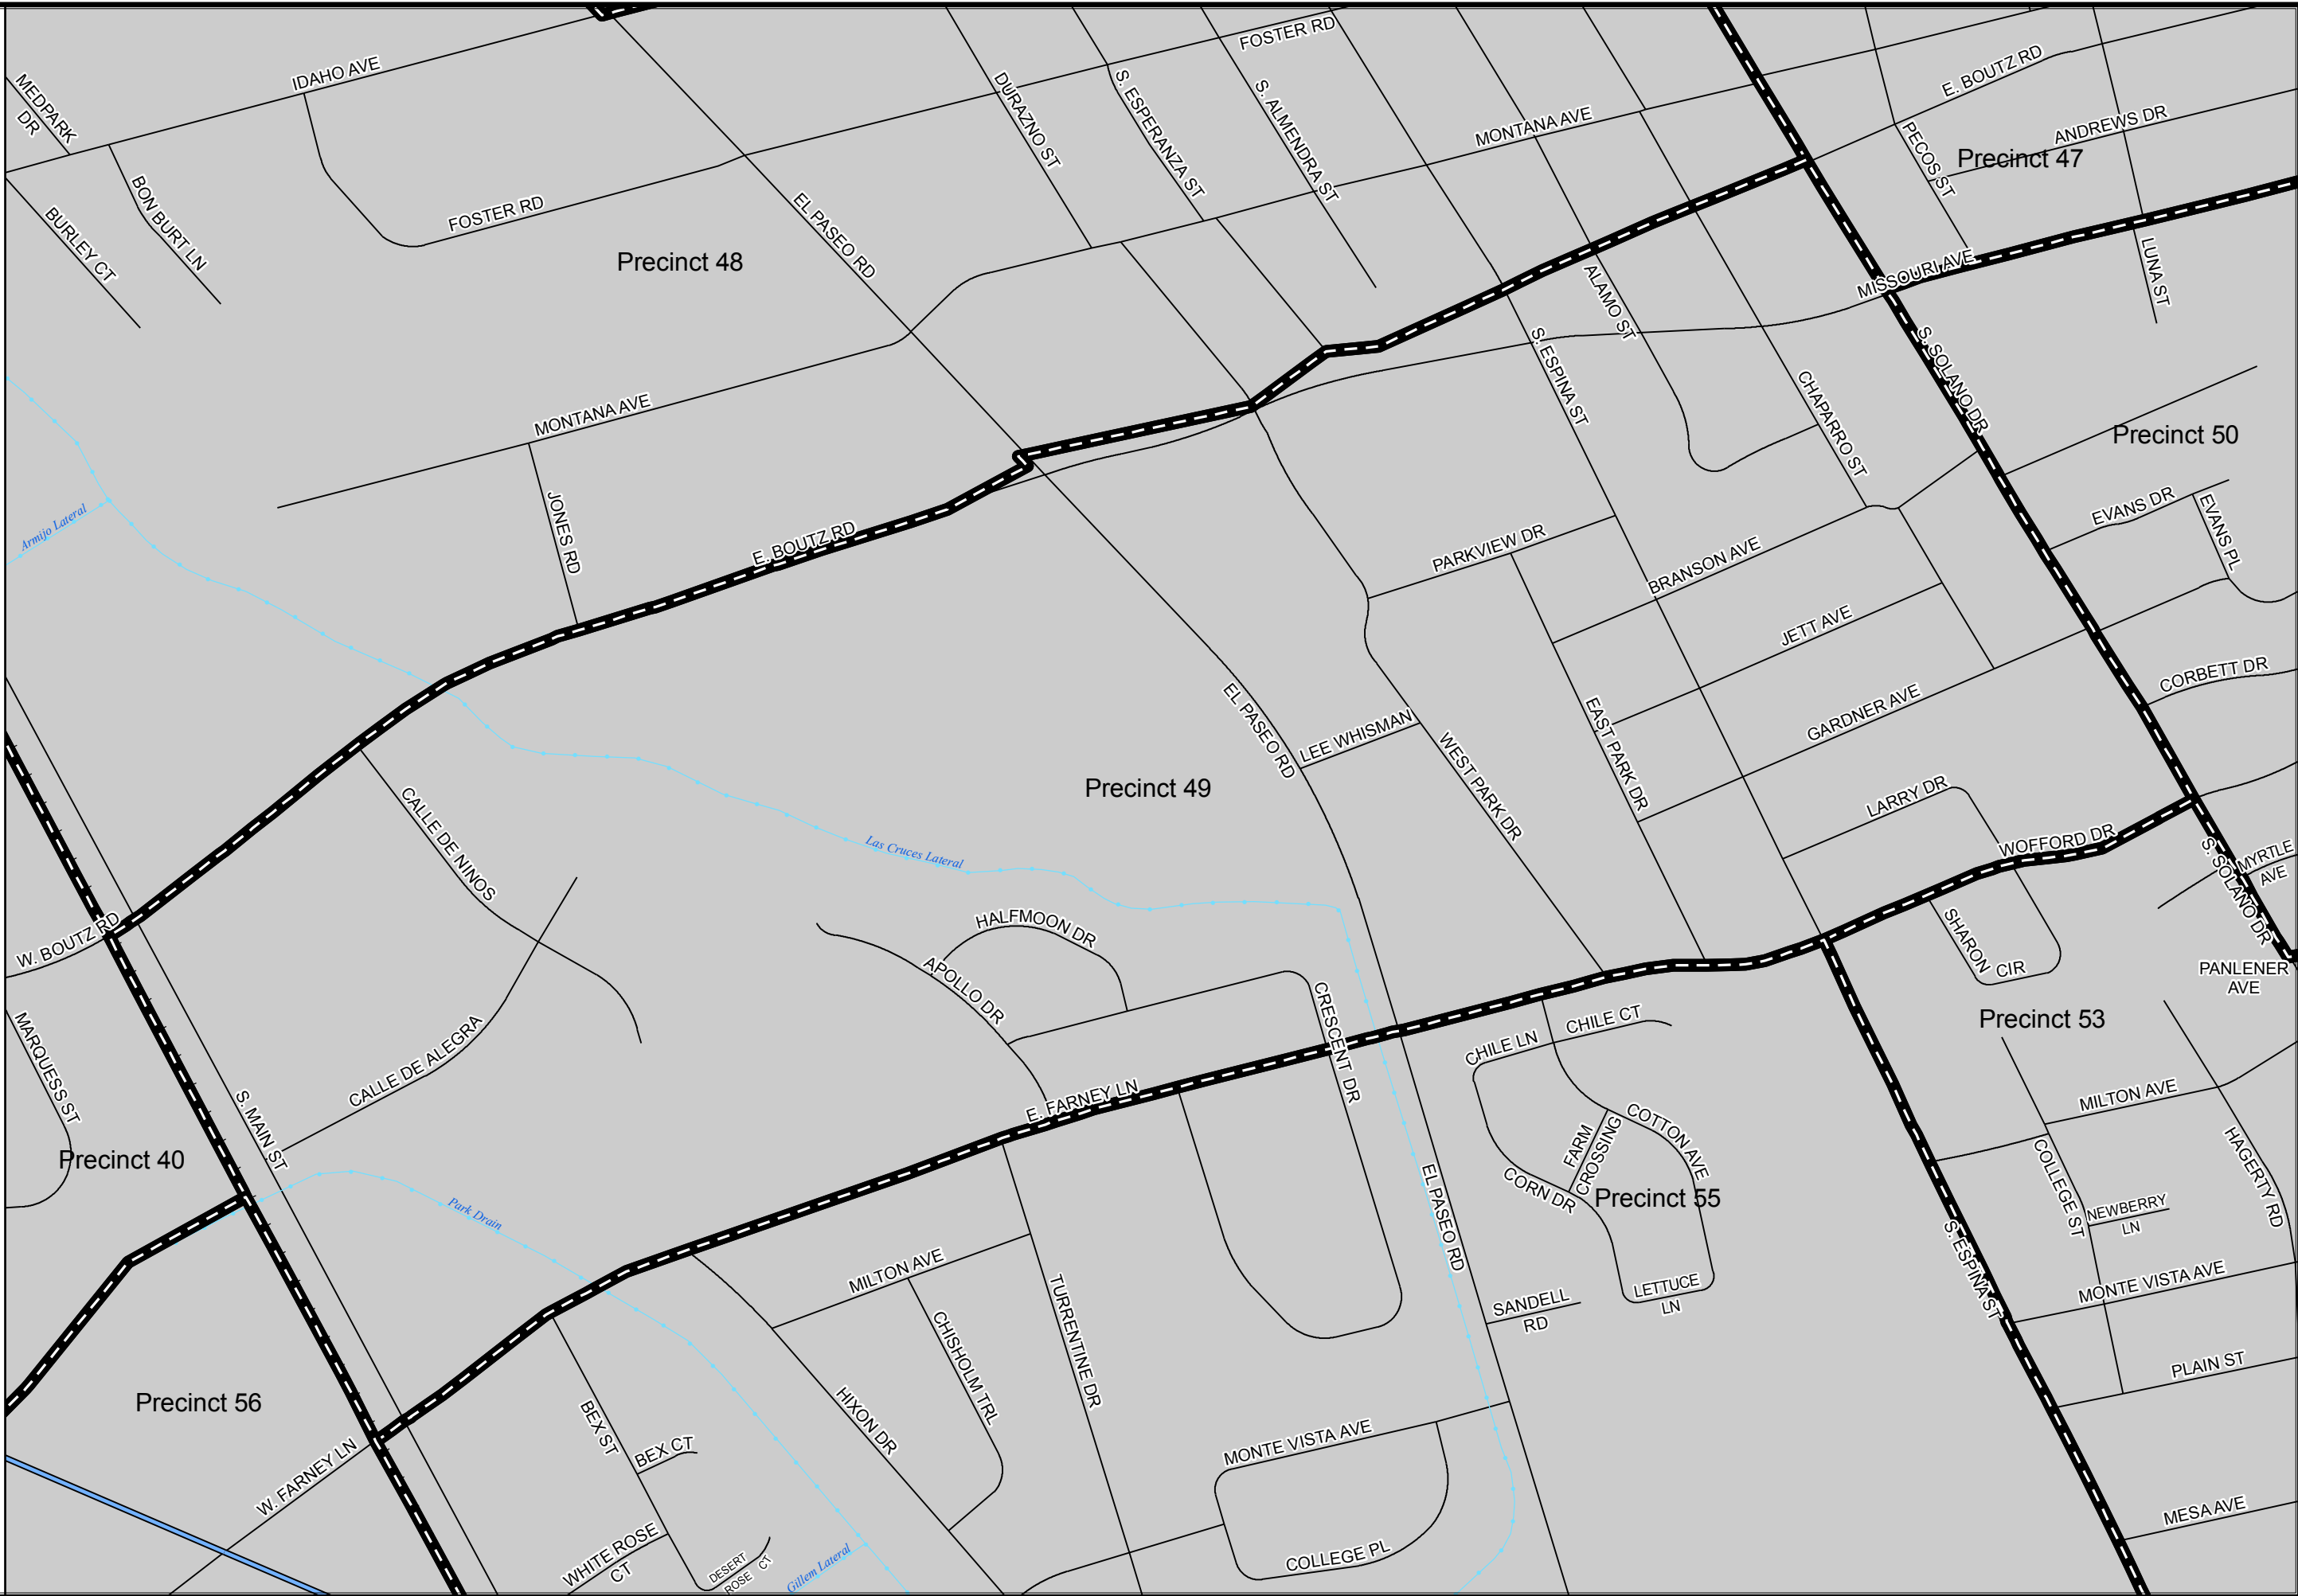 FOSTER RD
IDAHO AVE
MEDPARK
DR
DURAZNO ST
S. ESPERANZA ST
S. ALMENDRA ST
MONTANA AVE
E. BOUTZ RD
ANDREWS DR
PECOS ST
Precinct 47
BON BURT LN
BURLEY CT
FOSTER RD
EL PASEO RD
Precinct 48
ALAMO ST
MISSOURI AVE
LUNA ST
S. ESPINA ST
S. SOLANO DR
CHAPARRO ST
MONTANA AVE
Precinct 50
JONES RD
Armijo Lateral
E. BOUTZ RD
EVANS DR
EVANS PL
PARKVIEW DR
BRANSON AVE
JETT AVE
CORBETT DR
EL PASEO RD
LEE WHISMAN
WEST PARK DR
EAST PARK DR
GARDNER AVE
Precinct 49
CALLE DE NINOS
LARRY DR
WOFFORD DR
Las Cruces Lateral
S. SOLANO DR
MYRTLE
AVE
W. BOUTZ RD
HALFMOON DR
APOLLO DR
SHARON
CIR
PANLENER
AVE
CRESCENT DR
Precinct 53
MARQUESS ST
CALLE DE ALEGRA
CHILE CT
CHILE LN
S. MAIN ST
E. FARNEY LN
MILTON AVE
COTTON AVE
FARM
CROSSING
Precinct 40
CORN DR
Precinct 55
COLLEGE ST
HAGERTY RD
NEWBERRY
LN
Park Drain
EL PASEO RD
S. ESPINA ST
MILTON AVE
TURRENTINE DR
LETTUCE
LN
SANDELL
RD
MONTE VISTA AVE
CHISHOLM TRL
PLAIN ST
Precinct 56
HIXON DR
BEX ST
BEX CT
MONTE VISTA AVE
W. FARNEY LN
MESA AVE
WHITE ROSE
CT
DESERT
ROSE CT
Gillem Lateral
COLLEGE PL